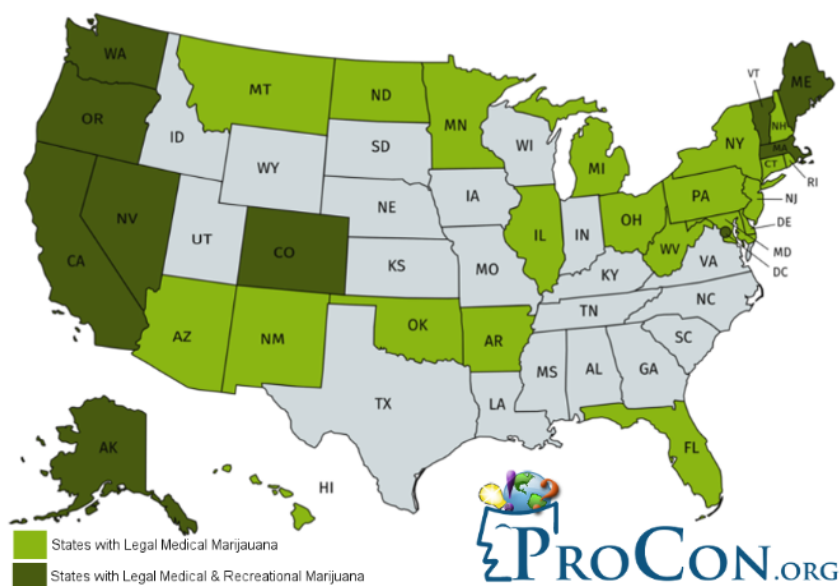 WA
MT
ND
MN
VT
ME
OR
ID
WY
SD
WI
MI
NY
NH
MA
CT
RI
NV
UT
CO
NE
IA
IL
IN
OH
PA
NJ
DE
MD
DC
CA
KS
MO
KY
WV
VA
AZ
NM
OK
AR
TN
NC
SC
TX
LA
MS
AL
GA
FL
AK
HI
States with Legal Medical Marijauana
States with Legal Medical & Recreational Marijuana
PROCON.ORG